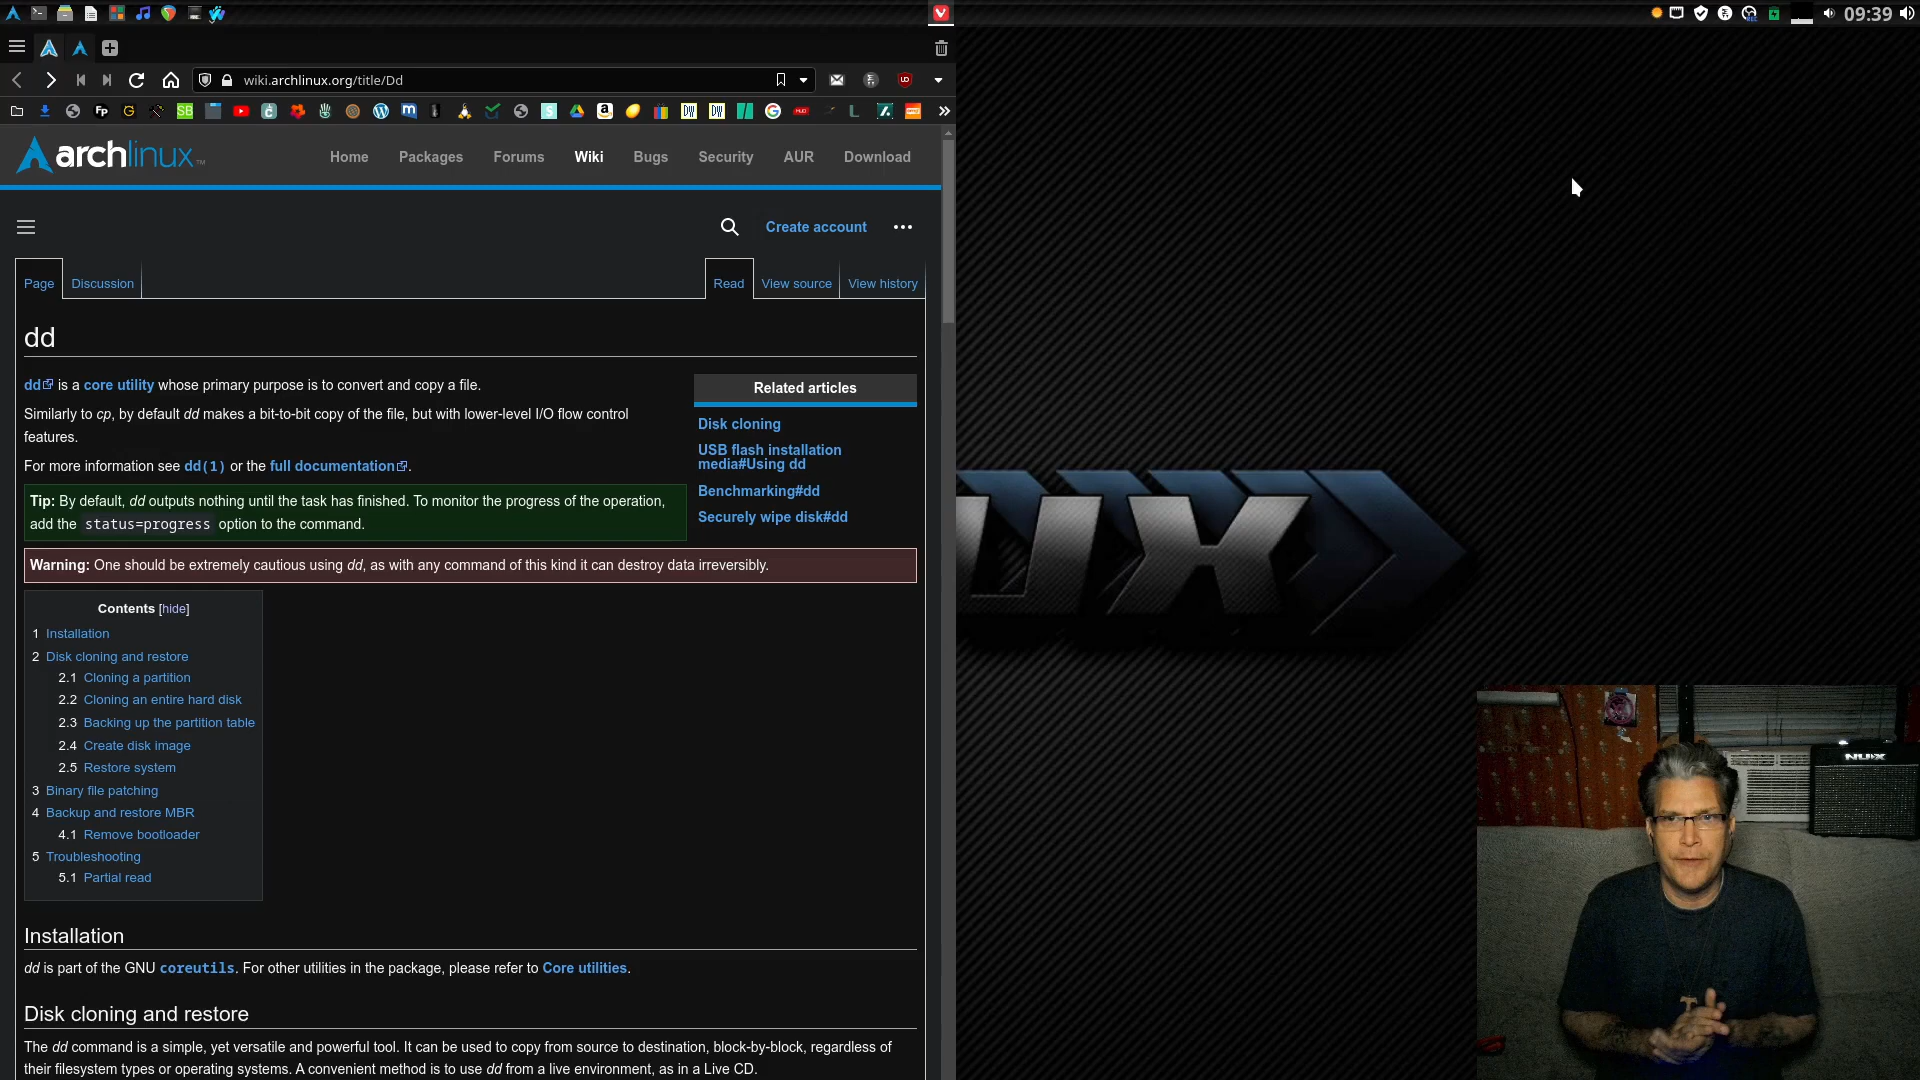 09:39
wiki.archlinux.org/title/Dd
archlinux™
Home Packages Forums Wiki Bugs Security AUR Download
Create account
Page Discussion Read View source View history
dd
dd is a core utility whose primary purpose is to convert and copy a file.
Similarly to cp, by default dd makes a bit-to-bit copy of the file, but with lower-level I/O flow control
features.
For more information see dd(1) or the full documentation.
Tip: By default, dd outputs nothing until the task has finished. To monitor the progress of the operation,
add the status=progress option to the command.
Related articles
Disk cloning
USB flash installation
media#Using dd
Benchmarking#dd
Securely wipe disk#dd
Warning: One should be extremely cautious using dd, as with any command of this kind it can destroy data irreversibly.
Contents [hide]
1 Installation
2 Disk cloning and restore
2.1 Cloning a partition
2.2 Cloning an entire hard disk
2.3 Backing up the partition table
2.4 Create disk image
2.5 Restore system
3 Binary file patching
4 Backup and restore MBR
4.1 Remove bootloader
5 Troubleshooting
5.1 Partial read
Installation
dd is part of the GNU coreutils. For other utilities in the package, please refer to Core utilities.
Disk cloning and restore
The dd command is a simple, yet versatile and powerful tool. It can be used to copy from source to destination, block-by-block, regardless of
their filesystem types or operating systems. A convenient method is to use dd from a live environment, as in a Live CD.
UX
NUX